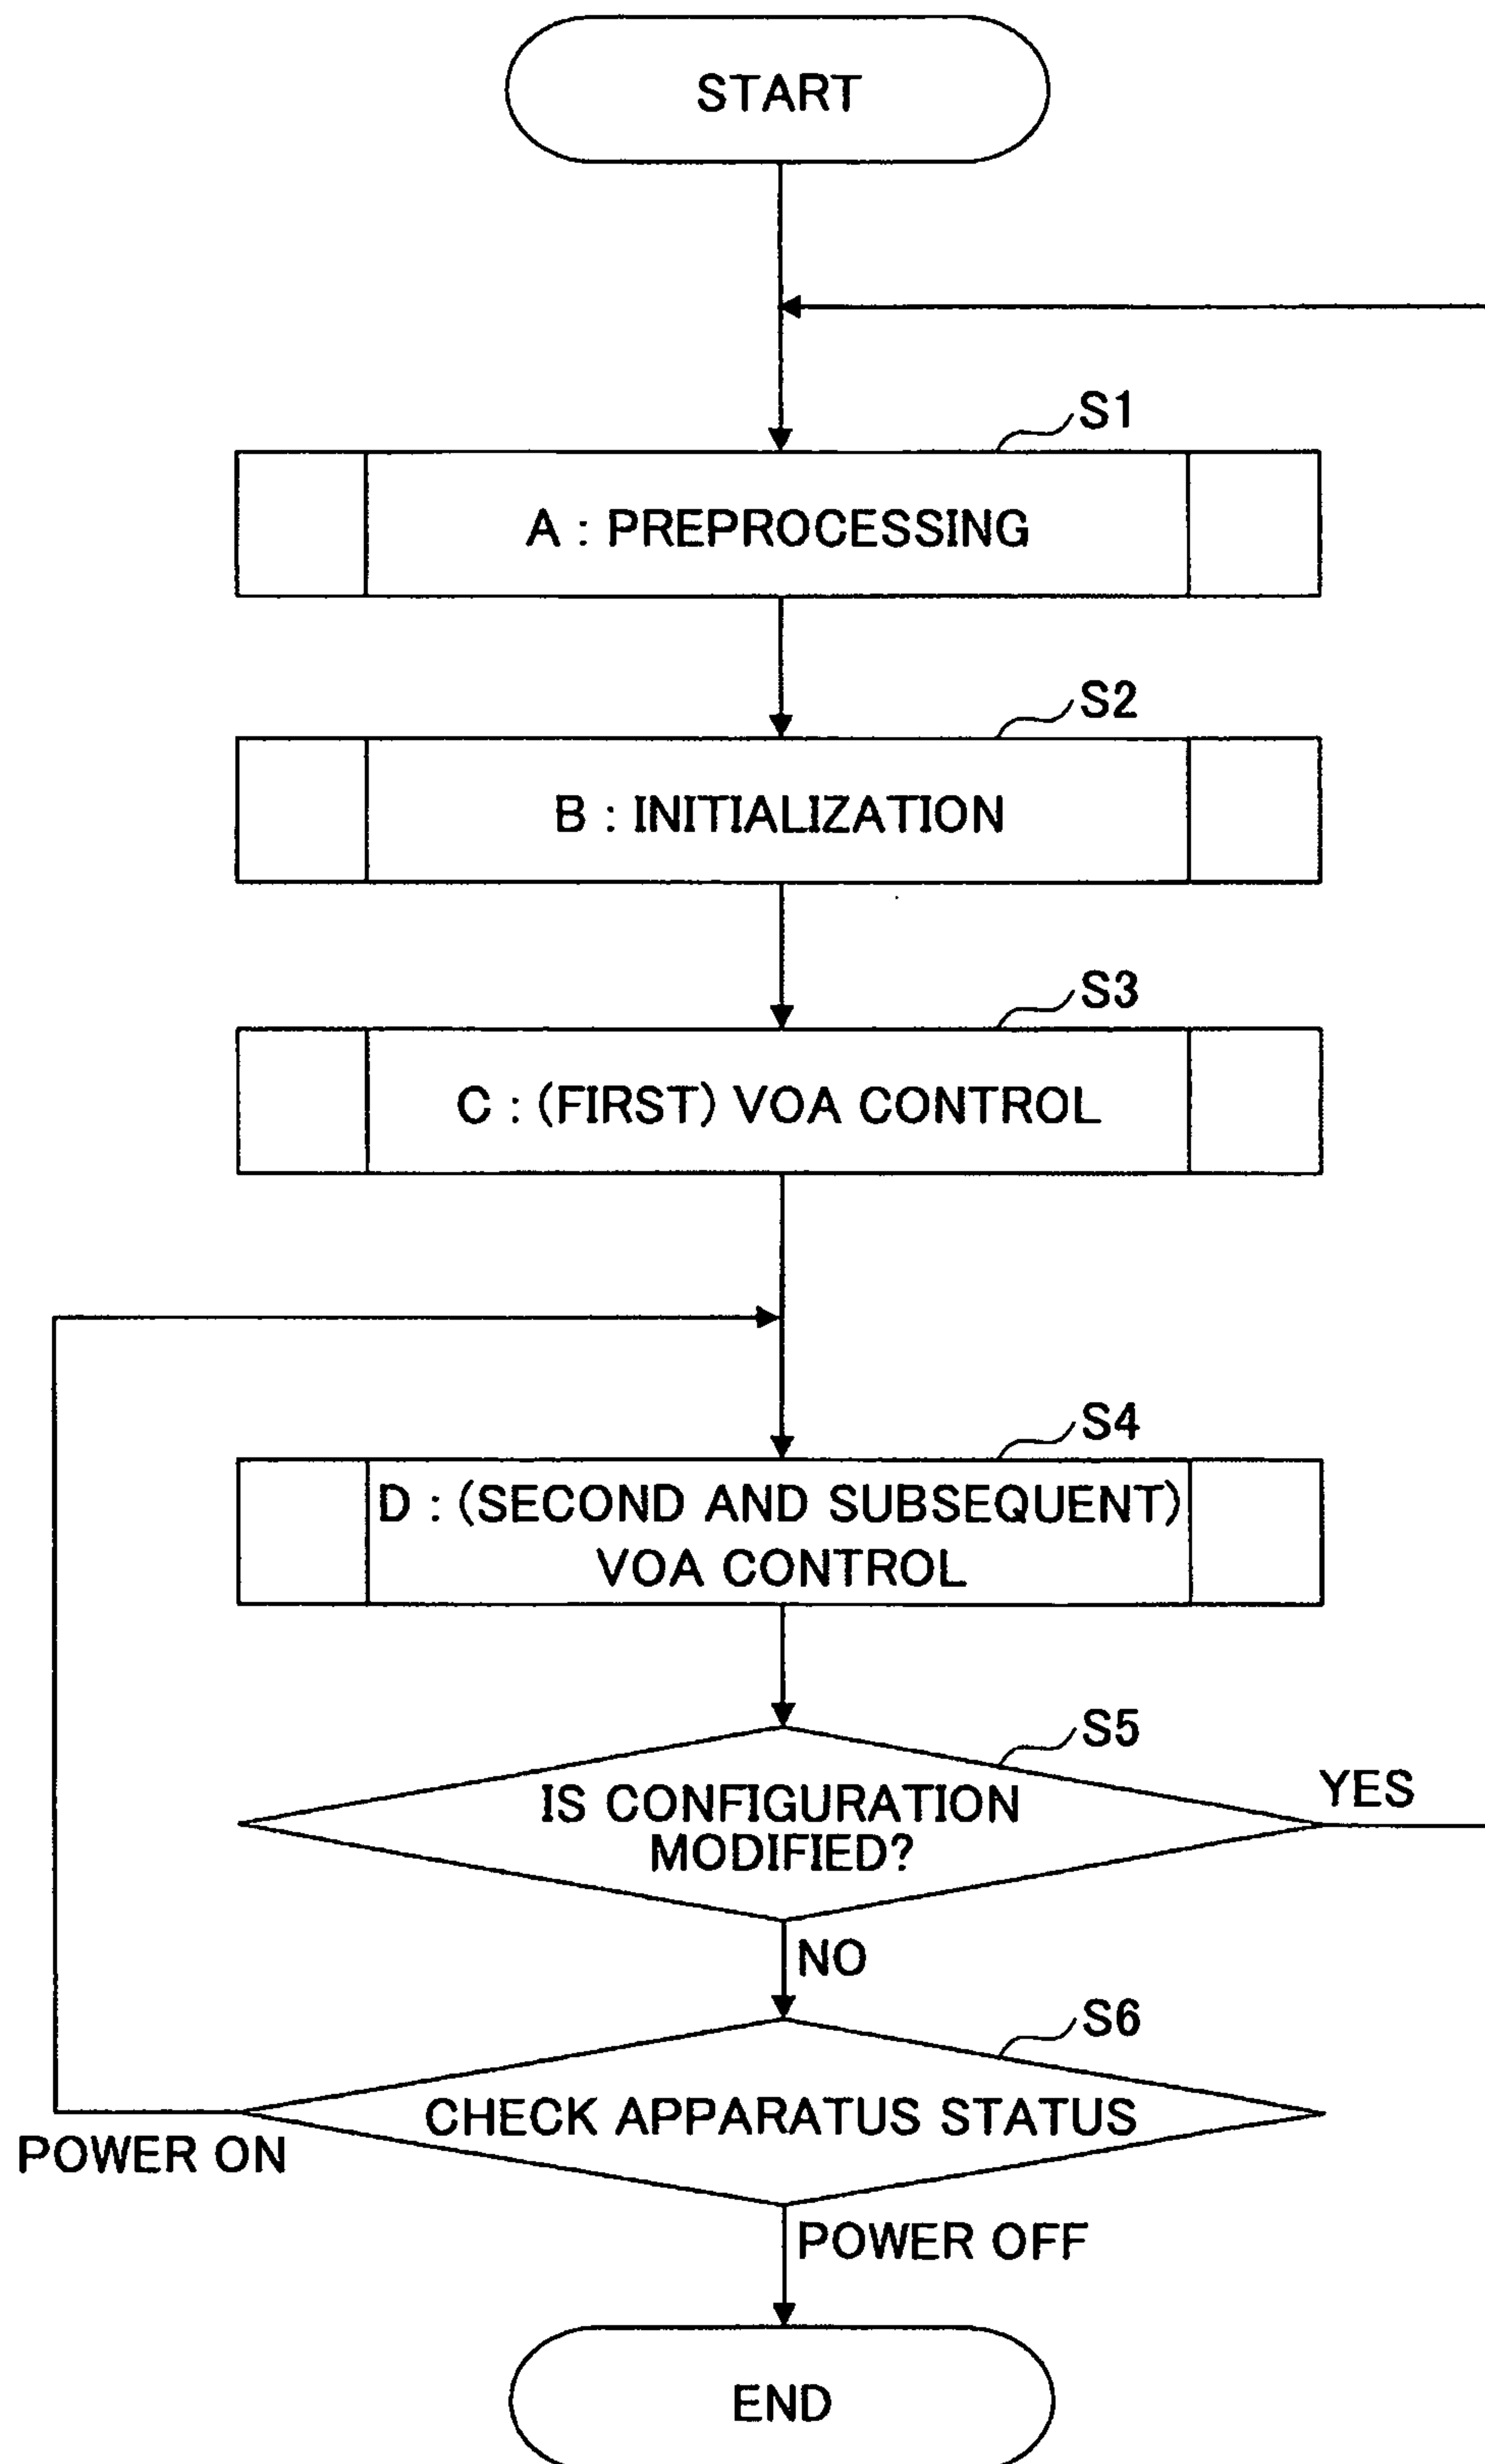 START
S1
A : PREPROCESSING
S2
B : INITIALIZATION
S3
C : (FIRST) VOA CONTROL
S4
D : (SECOND AND SUBSEQUENT)
VOA CONTROL
S5
IS CONFIGURATION
MODIFIED?
YES
NO
S6
CHECK APPARATUS STATUS
POWER ON
POWER OFF
END